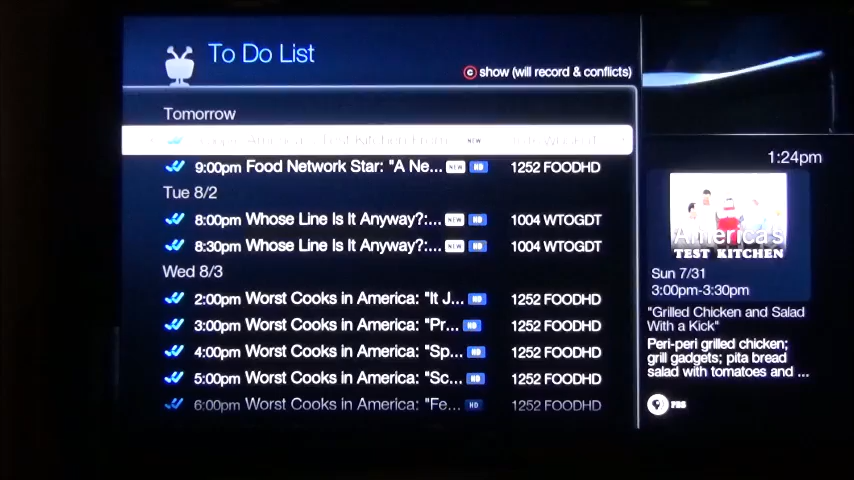 To Do List
C show (will record & conflicts)
Tomorrow
America Test Kitchen From NEW
9:00pm Food Network Star: "A Ne... NEW HD 1252 FOODHD
Tue 8/2
8:00pm Whose Line Is It Anyway?:... NEW HD 1004 WTOGDT
8:30pm Whose Line Is It Anyway?:... NEW HD 1004 WTOGDT
Wed 8/3
2:00pm Worst Cooks in America: "It J... HD 1252 FOODHD
3:00pm Worst Cooks in America: "Pr... HD 1252 FOODHD
4:00pm Worst Cooks in America: "Sp... HD 1252 FOODHD
5:00pm Worst Cooks in America: "Sc... HD 1252 FOODHD
6:00pm Worst Cooks in America: "Fe... HD 1252 FOODHD
1:24pm
America's
TEST KITCHEN
Sun 7/31
3:00pm-3:30pm
"Grilled Chicken and Salad
With a Kick"
Peri-peri grilled chicken;
grill gadgets; pita bread
salad with tomatoes and ...
PBS